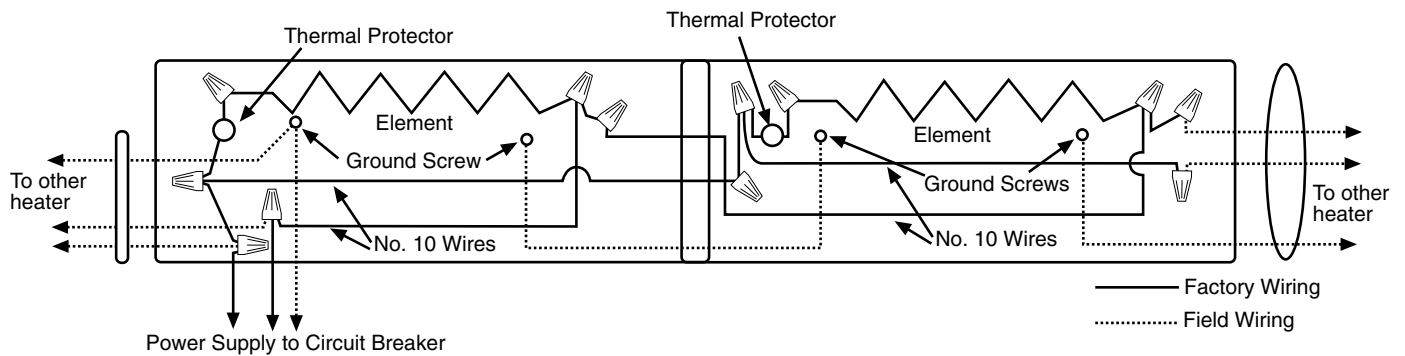 Thermal Protector
Thermal Protector
Element
Element
Ground Screw
Ground Screws
To other
heater
To other
heater
No. 10 Wires
No. 10 Wires
Factory Wiring
Field Wiring
Power Supply to Circuit Breaker